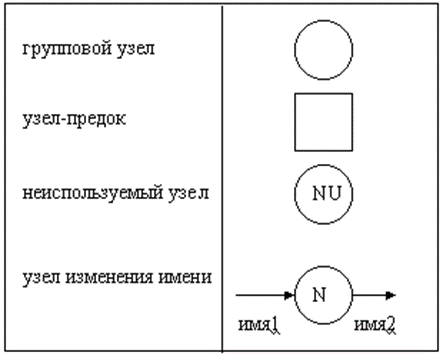 групповой узел
узел-предок
неиспользуемый узел
NU
узел изменения имени
N
имя1
имя2